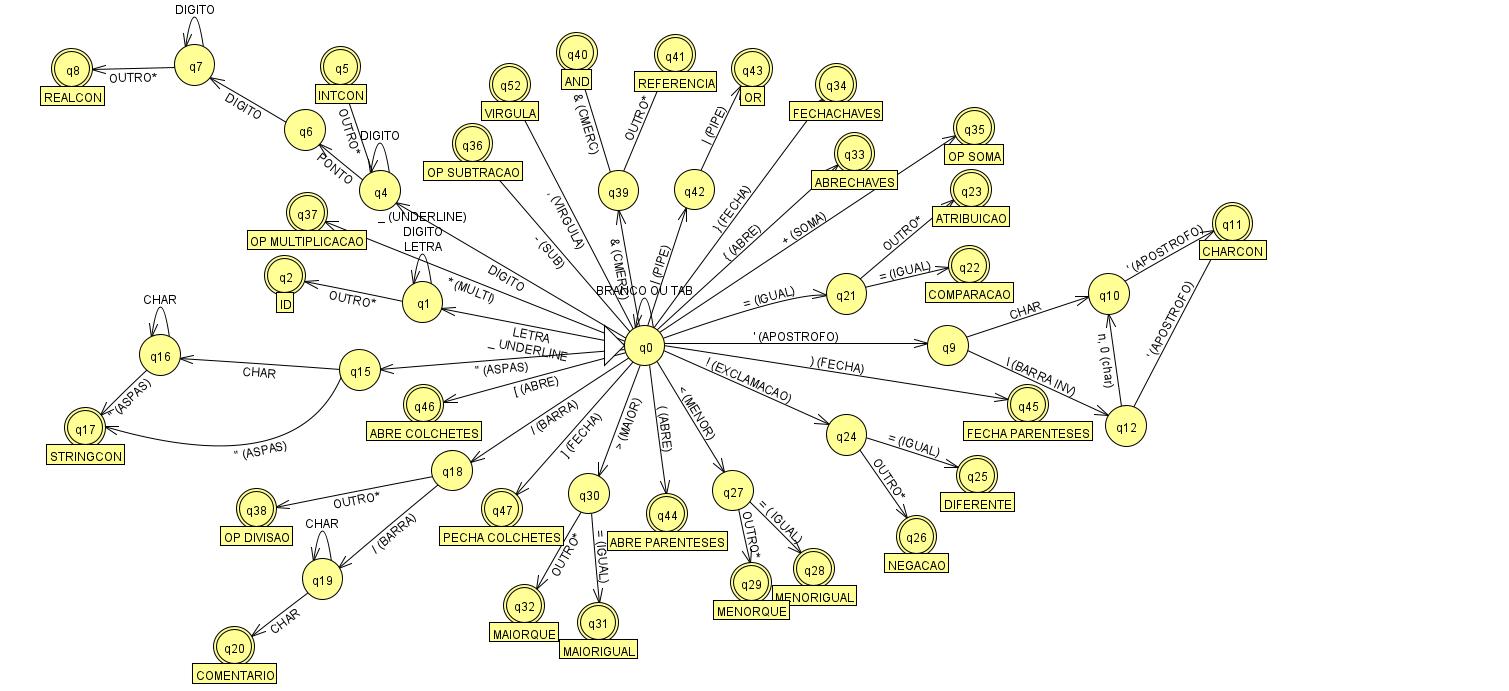 DIGITO
q7
q8
OUTRO*
REALCON
q5
INTCON
DIGITO
q6
OUTRO*
DIGITO
PONTO
q4
q40
AND
q41
REFERENCIA
q43
OR
q52
VIRGULA
q34
FECHACHAVES
& (CMERC)
OUTRO*
| (PIPE)
q36
OP SUBTRACAO
q33
ABRECHAVES
q35
OP SOMA
q39
q42
q23
ATRIBUICAO
q37
OP MULTIPLICACAO
_ (UNDERLINE)
DIGITO
LETRA
, (VIRGULA)
- (SUB)
& (CMERC)
| (PIPE)
} (FECHA)
{ (ABRE)
+ (SOMA)
OUTRO*
q2
ID
OUTRO*
q1
DIGITO
* (MULTI)
BRANCO OU TAB
= (IGUAL)
q21
= (IGUAL)
q22
COMPARACAO
q11
CHARCON
' (APOSTROFO)
q10
CHAR
CHAR
q16
q15
CHAR
LETRA
_ UNDERLINE
q0
' (APOSTROFO)
q9
n, 0 (char)
' (APOSTROFO)
" (ASPAS)
" (ASPAS)
[ (ABRE)
! (EXCLAMACAO)
) (FECHA)
\ (BARRA INV)
q17
STRINGCON
" (ASPAS)
q46
ABRE COLCHETES
/ (BARRA)
] (FECHA)
> (MAIOR)
( (ABRE)
< (MENOR)
q45
FECHA PARENTESES
q12
q24
= (IGUAL)
OUTRO*
q25
DIFERENTE
q18
OUTRO*
q38
OP DIVISAO
/ (BARRA)
CHAR
q19
q47
PECHA COLCHETES
q30
OUTRO*
= (IGUAL)
q44
ABRE PARENTESES
q27
OUTRO*
= (IGUAL)
q26
NEGACAO
q29
MENORQUE
q28
MENORIGUAL
q32
MAIORQUE
q31
MAIORIGUAL
CHAR
q20
COMENTARIO